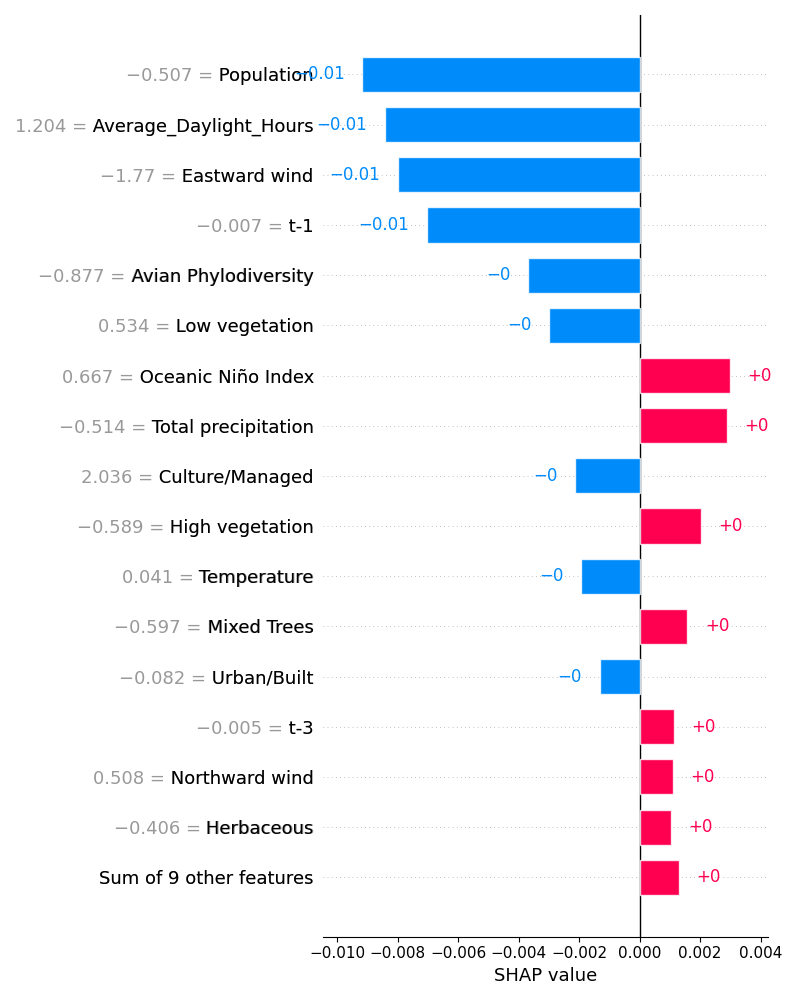 −0.507 = Population −0.01
1.204 = Average_Daylight_Hours −0.01
−1.77 = Eastward wind −0.01
−0.007 = t-1 −0.01
−0.877 = Avian Phylodiversity −0
0.534 = Low vegetation −0
0.667 = Oceanic Niño Index +0
−0.514 = Total precipitation +0
2.036 = Culture/Managed −0
−0.589 = High vegetation +0
0.041 = Temperature −0
−0.597 = Mixed Trees +0
−0.082 = Urban/Built −0
−0.005 = t-3 +0
0.508 = Northward wind +0
−0.406 = Herbaceous +0
Sum of 9 other features +0
−0.010 −0.008 −0.006 −0.004 −0.002 0.000 0.002 0.004
SHAP value